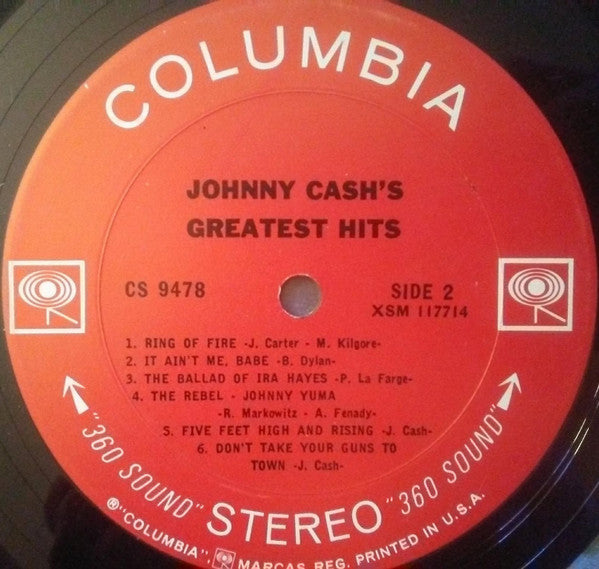 COLUMBIA
JOHNNY CASH'S
GREATEST HITS
CS 9478
SIDE 2
XSM 117714
1. RING OF FIRE -J. Carter - M. Kilgore-
2. IT AIN'T ME, BABE -B. Dylan-
3. THE BALLAD OF IRA HAYES -P. La Farge-
4. THE REBEL - JOHNNY YUMA
-R. Markowitz - A. Fenady-
5. FIVE FEET HIGH AND RISING -J. Cash-
6. DON'T TAKE YOUR GUNS TO
TOWN -J. Cash-
"360 SOUND" STEREO "360 SOUND"
®"COLUMBIA", MARCAS REG. PRINTED IN U.S.A.